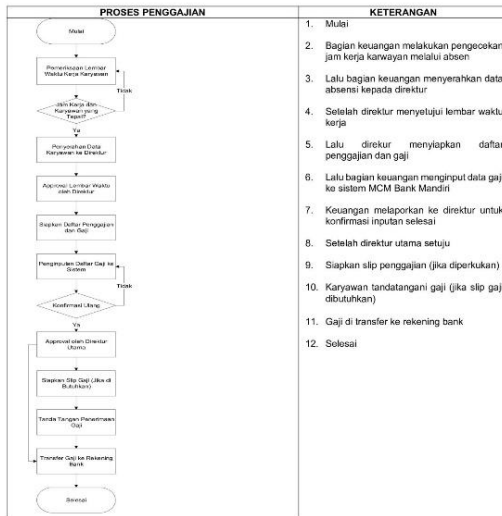 PROSES PENGGAJIAN
KETERANGAN
Mulai
Pemeriksaan Lembar
Waktu Kerja Karyawan
Tidak
Jam Kerja dan
Karyawan yang
Tepat?
Ya
Penyerahan Data
Karyawan ke Direktur
Approval Lembar Waktu
oleh Direktur
Siapkan Daftar Penggajian
dan Gaji
Penginputan Daftar Gaji ke
Sistem
Tidak
Konfirmasi Ulang
Ya
Approval oleh Direktur
Utama
Siapkan Slip Gaji (Jika di
Butuhkan)
Tanda Tangan Penerimaan
Gaji
Transfer Gaji ke Rekening
Bank
Selesai
1. Mulai
2. Bagian keuangan melakukan pengecekan
jam kerja karwayan melalui absen
3. Lalu bagian keuangan menyerahkan data
absensi kepada direktur
4. Setelah direktur menyetujui lembar waktu
kerja
5. Lalu direkur menyiapkan daftar
penggajian dan gaji
6. Lalu bagian keuangan menginput data gaji
ke sistem MCM Bank Mandiri
7. Keuangan melaporkan ke direktur untuk
konfirmasi inputan selesai
8. Setelah direktur utama setuju
9. Siapkan slip penggajian (jika diperkukan)
10. Karyawan tandatangani gaji (jika slip gaji
dibutuhkan)
11. Gaji di transfer ke rekening bank
12. Selesai